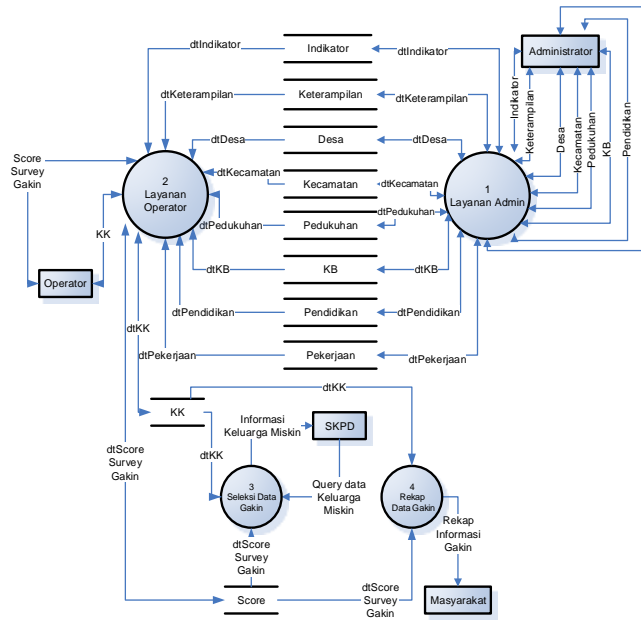 dtIndikator
Indikator
dtIndikator
Administrator
Indikator
Keterampilan
Desa
Kecamatan
Pedukuhan
KB
Pendidikan
dtKeterampilan
Keterampilan
dtKeterampilan
dtDesa
Desa
dtDesa
Score
Survey
Gakin
2
Layanan
Operator
dtKecamatan
Kecamatan
dtKecamatan
1
Layanan Admin
KK
dtPedukuhan
Pedukuhan
dtPedukuhan
Operator
dtKB
KB
dtKB
dtKK
dtPendidikan
Pendidikan
dtPendidikan
dtPekerjaan
Pekerjaan
dtPekerjaan
dtKK
KK
Informasi
Keluarga Miskin
SKPD
dtKK
dtScore
Survey
Gakin
3
Seleksi Data
Gakin
Query data
Keluarga
Miskin
4
Rekap
Data Gakin
Rekap
Informasi
Gakin
dtScore
Survey
Gakin
Score
dtScore
Survey
Gakin
Masyarakat